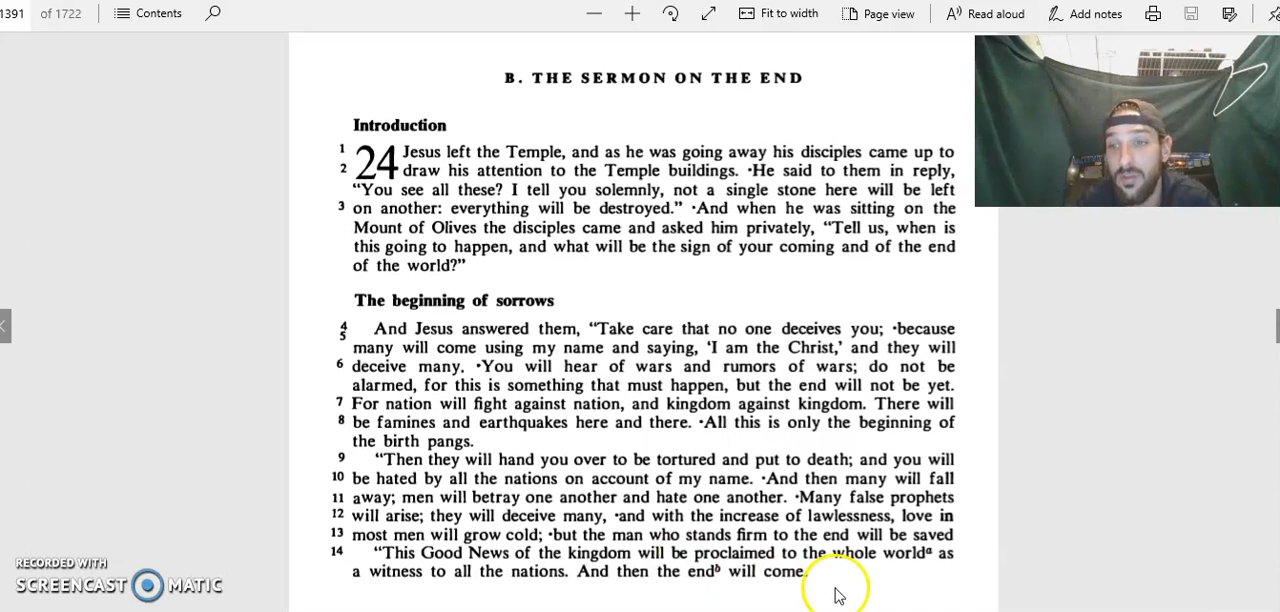 1391 of 1722 Contents Fit to width Page view Read aloud Add notes
B. THE SERMON ON THE END
Introduction
1 24 Jesus left the Temple, and as he was going away his disciples came up to
2 draw his attention to the Temple buildings. ·He said to them in reply,
“You see all these? I tell you solemnly, not a single stone here will be left
3 on another: everything will be destroyed.” ·And when he was sitting on the
Mount of Olives the disciples came and asked him privately, “Tell us, when is
this going to happen, and what will be the sign of your coming and of the end
of the world?”
The beginning of sorrows
4 And Jesus answered them, “Take care that no one deceives you; ·because
5 many will come using my name and saying, ‘I am the Christ,’ and they will
6 deceive many. ·You will hear of wars and rumors of wars; do not be
alarmed, for this is something that must happen, but the end will not be yet.
7 For nation will fight against nation, and kingdom against kingdom. There will
8 be famines and earthquakes here and there. ·All this is only the beginning of
the birth pangs.
9 “Then they will hand you over to be tortured and put to death; and you will
10 be hated by all the nations on account of my name. ·And then many will fall
11 away; men will betray one another and hate one another. ·Many false prophets
12 will arise; they will deceive many, ·and with the increase of lawlessness, love in
13 most men will grow cold; ·but the man who stands firm to the end will be saved
14 “This Good News of the kingdom will be proclaimed to the whole worldᵃ as
a witness to all the nations. And then the endᵇ will come.
RECORDED WITH
SCREENCAST MATIC